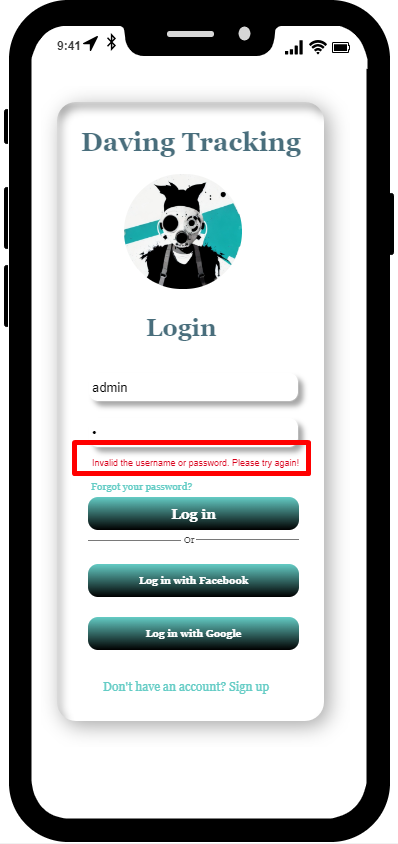 9:41
Daving Tracking
Login
admin
•
Invalid the username or password. Please try again!
Forgot your password?
Log in
Or
Log in with Facebook
Log in with Google
Don't have an account? Sign up